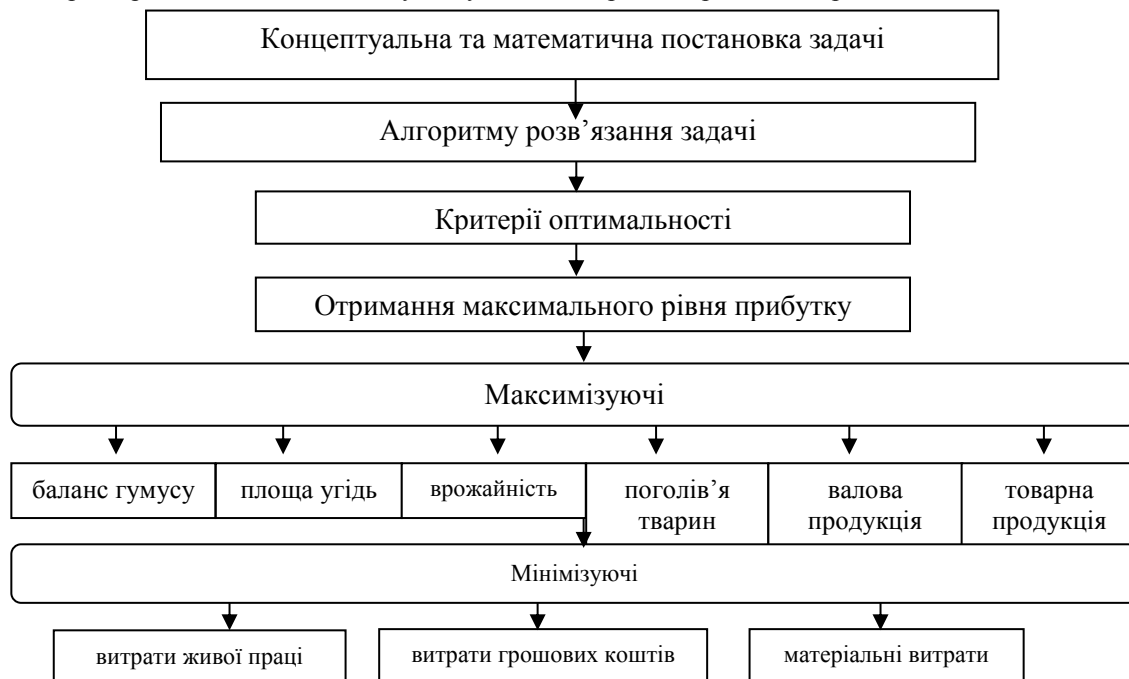 Концептуальна та математична постановка задачі
Алгоритму розв’язання задачі
Критерії оптимальності
Отримання максимального рівня прибутку
Максимізуючі
баланс гумусу
площа угідь
врожайність
поголів’я
тварин
валова
продукція
товарна
продукція
Мінімізуючі
витрати живої праці
витрати грошових коштів
матеріальні витрати